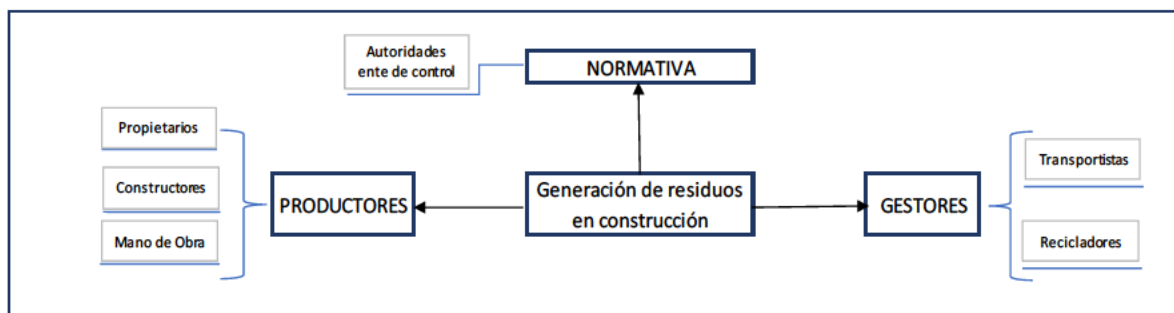 Autoridades
ente de control
NORMATIVA
Propietarios
Constructores
Mano de Obra
PRODUCTORES
Generación de residuos
en construcción
GESTORES
Transportistas
Recicladores